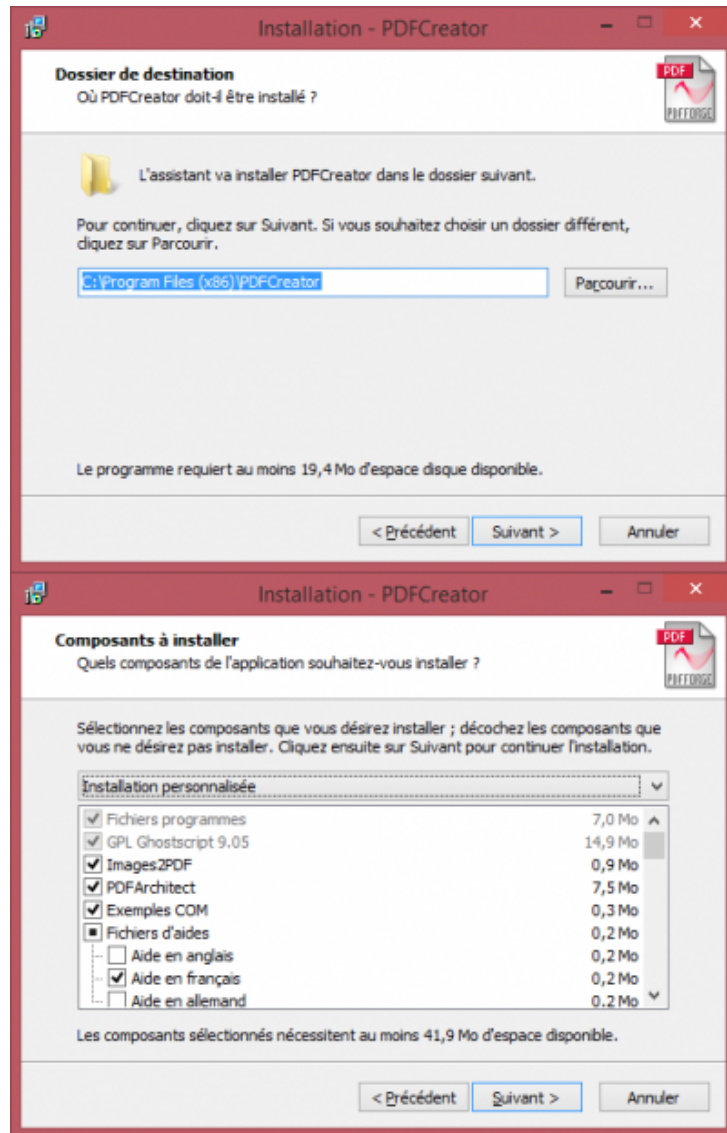 Installation - PDFCreator
Dossier de destination
Où PDFCreator doit-il être installé ?
PDF
PDFFORGE
L'assistant va installer PDFCreator dans le dossier suivant.
Pour continuer, cliquez sur Suivant. Si vous souhaitez choisir un dossier différent,
cliquez sur Parcourir.
C:\Program Files (x86)\PDFCreator
Parcourir...
Le programme requiert au moins 19,4 Mo d'espace disque disponible.
< Précédent Suivant > Annuler
Installation - PDFCreator
Composants à installer
Quels composants de l'application souhaitez-vous installer ?
PDF
PDFFORGE
Sélectionnez les composants que vous désirez installer ; décochez les composants que
vous ne désirez pas installer. Cliquez ensuite sur Suivant pour continuer l'installation.
Installation personnalisée
Fichiers programmes 7,0 Mo
GPL Ghostscript 9.05 14,9 Mo
Images2PDF 0,9 Mo
PDFArchitect 7,5 Mo
Exemples COM 0,3 Mo
Fichiers d'aides 0,2 Mo
Aide en anglais 0,2 Mo
Aide en français 0,2 Mo
Aide en allemand 0.2 Mo
Les composants sélectionnés nécessitent au moins 41,9 Mo d'espace disponible.
< Précédent Suivant > Annuler